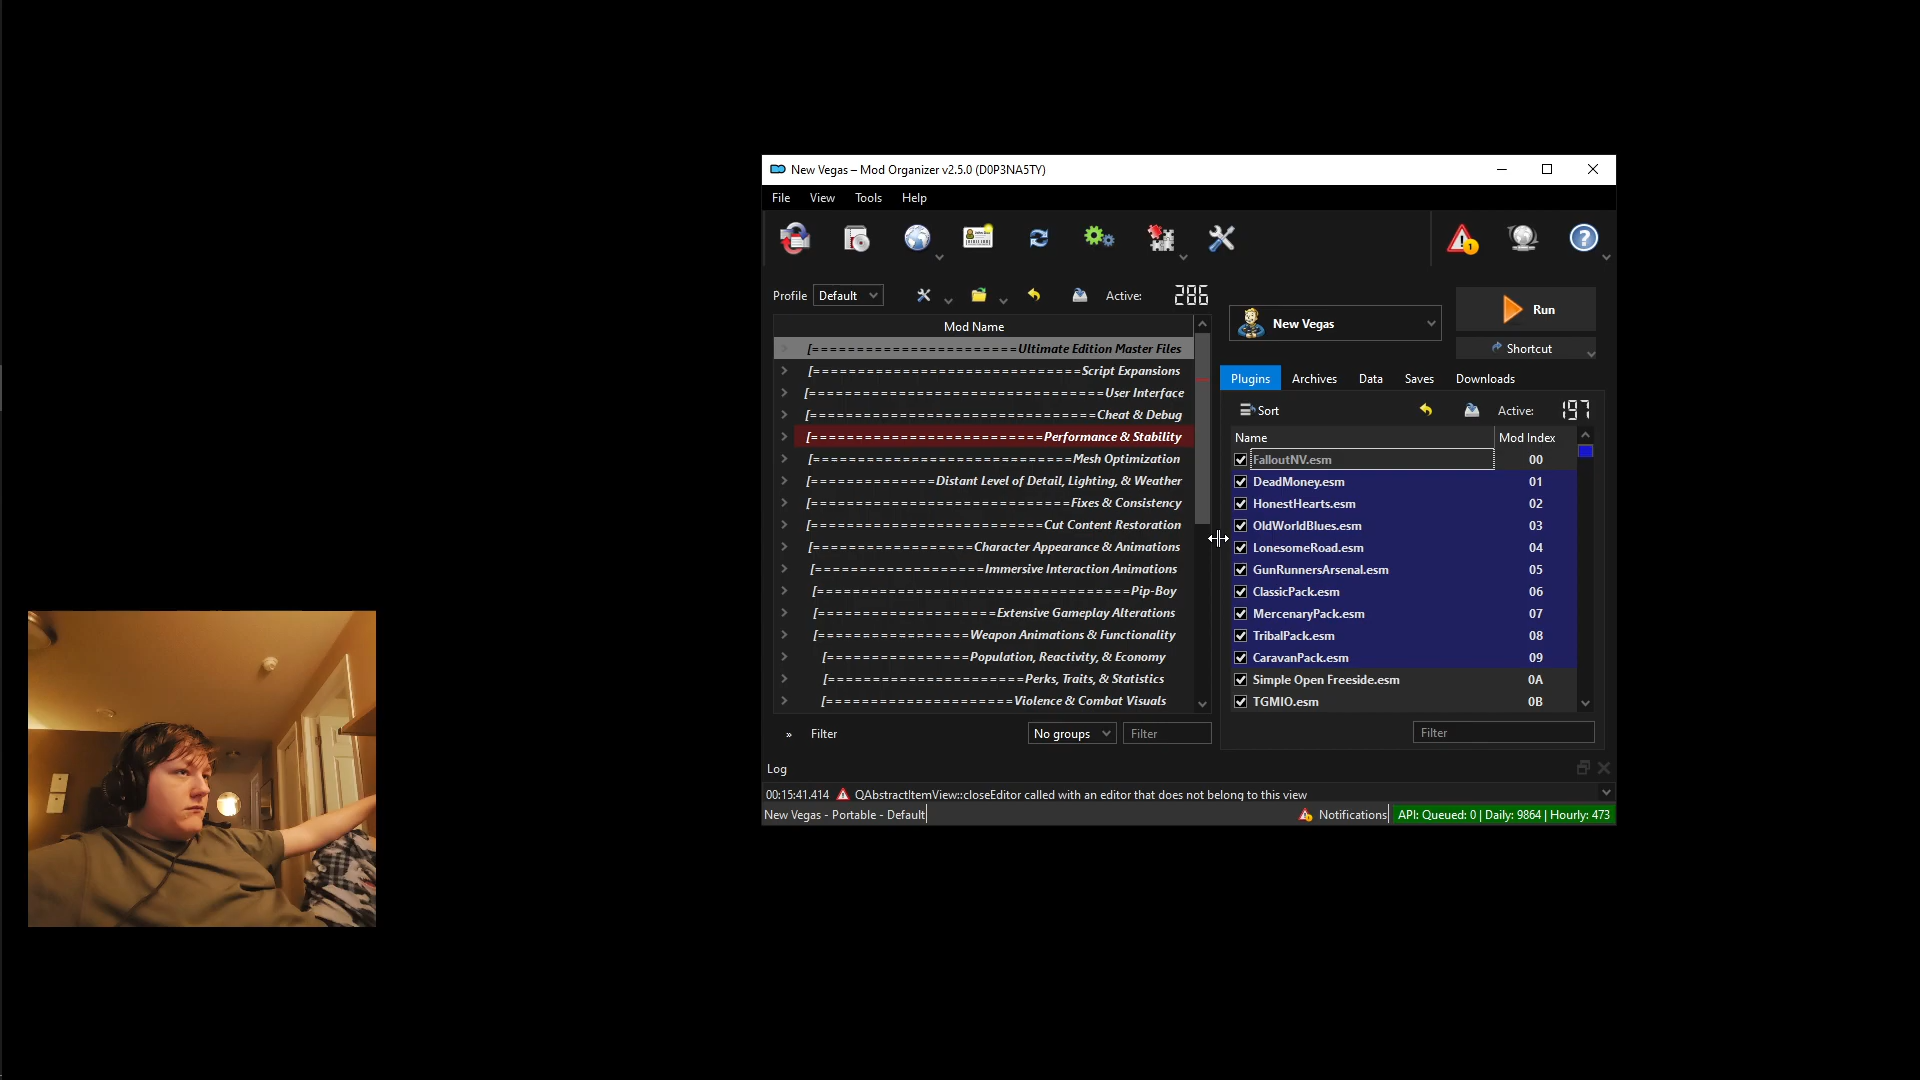 New Vegas – Mod Organizer v2.5.0 (D0P3NA5TY)
File View Tools Help
Profile Default Active: 286
Mod Name
[=======================Ultimate Edition Master Files
[==============================Script Expansions
[=================================User Interface
[================================Cheat & Debug
[==========================Performance & Stability
[=============================Mesh Optimization
[==============Distant Level of Detail, Lighting, & Weather
[=============================Fixes & Consistency
[==========================Cut Content Restoration
[==================Character Appearance & Animations
[===================Immersive Interaction Animations
[===================================Pip-Boy
[====================Extensive Gameplay Alterations
[=================Weapon Animations & Functionality
[================Population, Reactivity, & Economy
[======================Perks, Traits, & Statistics
[=====================Violence & Combat Visuals
» Filter No groups Filter
New Vegas
Run
Shortcut
Plugins Archives Data Saves Downloads
Sort Active: 197
Name Mod Index
FalloutNV.esm 00
DeadMoney.esm 01
HonestHearts.esm 02
OldWorldBlues.esm 03
LonesomeRoad.esm 04
GunRunnersArsenal.esm 05
ClassicPack.esm 06
MercenaryPack.esm 07
TribalPack.esm 08
CaravanPack.esm 09
Simple Open Freeside.esm 0A
TGMIO.esm 0B
Filter
Log
00:15:41.414 QAbstractItemView::closeEditor called with an editor that does not belong to this view
New Vegas - Portable - Default Notifications API: Queued: 0 | Daily: 9864 | Hourly: 473